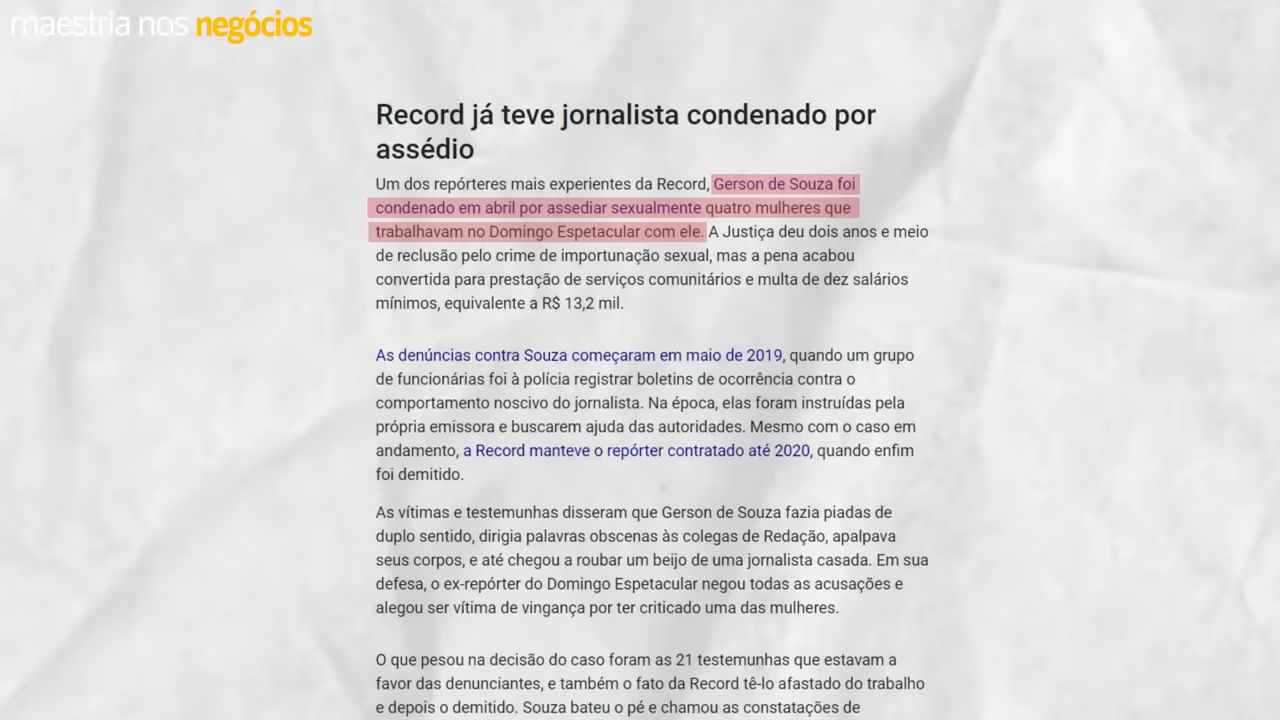 maestria nos negócios
Record já teve jornalista condenado por
assédio
Um dos repórteres mais experientes da Record, Gerson de Souza foi
condenado em abril por assediar sexualmente quatro mulheres que
trabalhavam no Domingo Espetacular com ele. A Justiça deu dois anos e meio
de reclusão pelo crime de importunação sexual, mas a pena acabou
convertida para prestação de serviços comunitários e multa de dez salários
mínimos, equivalente a R$ 13,2 mil.
As denúncias contra Souza começaram em maio de 2019, quando um grupo
de funcionárias foi à polícia registrar boletins de ocorrência contra o
comportamento noscivo do jornalista. Na época, elas foram instruídas pela
própria emissora e buscarem ajuda das autoridades. Mesmo com o caso em
andamento, a Record manteve o repórter contratado até 2020, quando enfim
foi demitido.
As vítimas e testemunhas disseram que Gerson de Souza fazia piadas de
duplo sentido, dirigia palavras obscenas às colegas de Redação, apalpava
seus corpos, e até chegou a roubar um beijo de uma jornalista casada. Em sua
defesa, o ex-repórter do Domingo Espetacular negou todas as acusações e
alegou ser vítima de vingança por ter criticado uma das mulheres.
O que pesou na decisão do caso foram as 21 testemunhas que estavam a
favor das denunciantes, e também o fato da Record tê-lo afastado do trabalho
e depois o demitido. Souza bateu o pé e chamou as constatações de